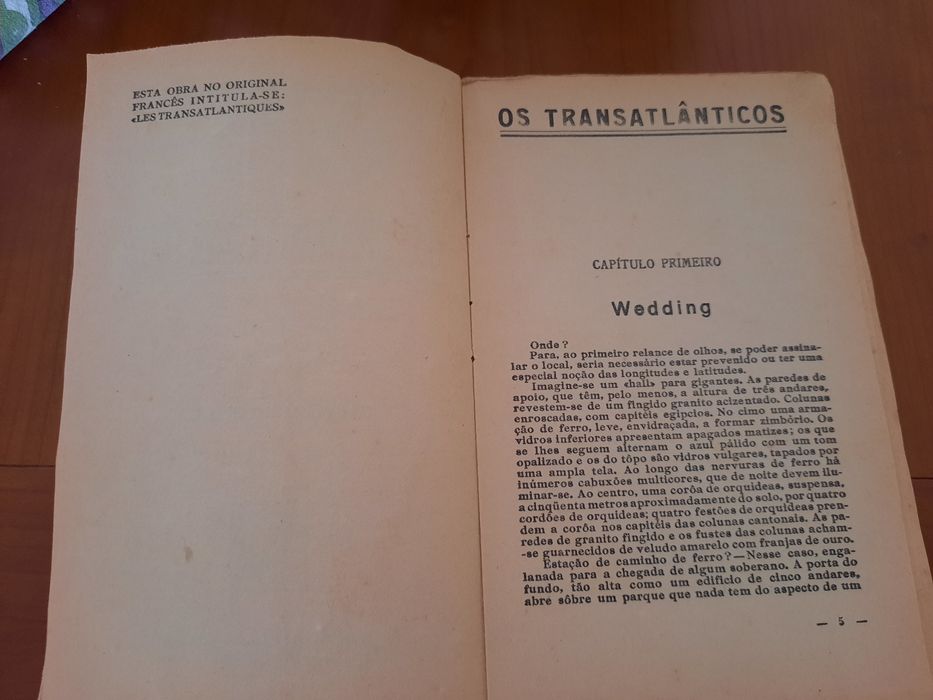 ESTA OBRA NO ORIGINAL
FRANCÊS INTITULA-SE:
«LES TRANSATLANTIQUES»
OS TRANSATLÂNTICOS
CAPÍTULO PRIMEIRO
Wedding
Onde?
Para, ao primeiro relance de olhos, se poder assina-
lar o local, seria necessário estar prevenido ou ter uma
especial noção das longitudes e latitudes.
Imagine-se um «hall» para gigantes. As paredes de
apoio, que têm, pelo menos, a altura de três andares,
revestem-se de um fingido granito acizentado. Colunas
enroscadas, com capitéis egípcios. No cimo uma arma-
ção de ferro, leve, envidraçada, a formar zimbório. Os
vidros inferiores apresentam apagados matizes; os que
se lhes seguem alternam o azul pálido com um tom
opalizado e os do tôpo são vidros vulgares, tapados por
uma ampla tela. Ao longo das nervuras de ferro há
inúmeros cabuxões multicores, que de noite devem ilu-
minar-se. Ao centro, uma corôa de orquídeas, suspensa,
a cinqüenta metros aproximadamente do solo, por quatro
cordões de orquídeas; quatro festões de orquídeas pren-
dem a corôa nos capitéis das colunas cantonais. As pa-
redes de granito fingido e os fustes das colunas acham-
-se guarnecidos de veludo amarelo com franjas de ouro.
Estação de caminho de ferro?—Nesse caso, enga-
lanada para a chegada de algum soberano. A porta do
fundo, tão alta como um edifício de cinco andares,
abre sôbre um parque que nada tem do aspecto de um
— 5 —